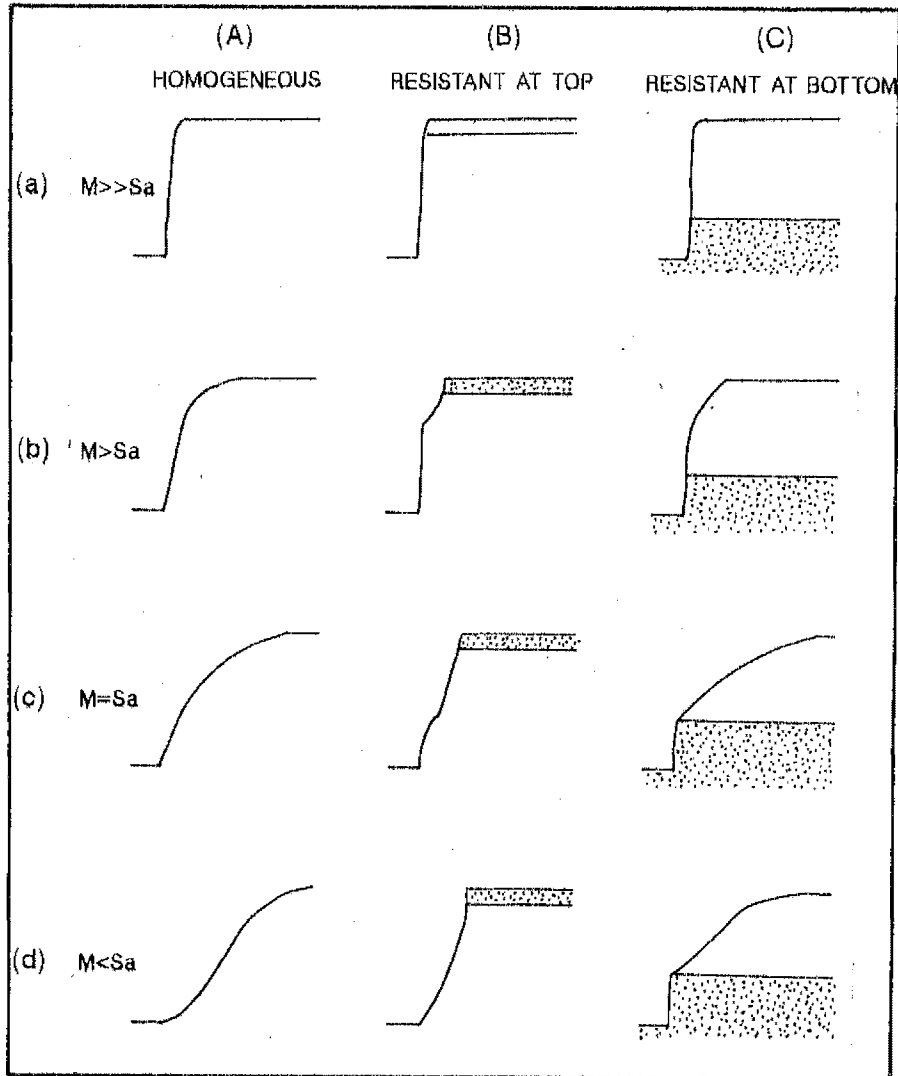 (A) (B) (C)
HOMOGENEOUS RESISTANT AT TOP RESISTANT AT BOTTOM
(a) M>>Sa
(b) M>Sa
(c) M=Sa
(d) M<Sa